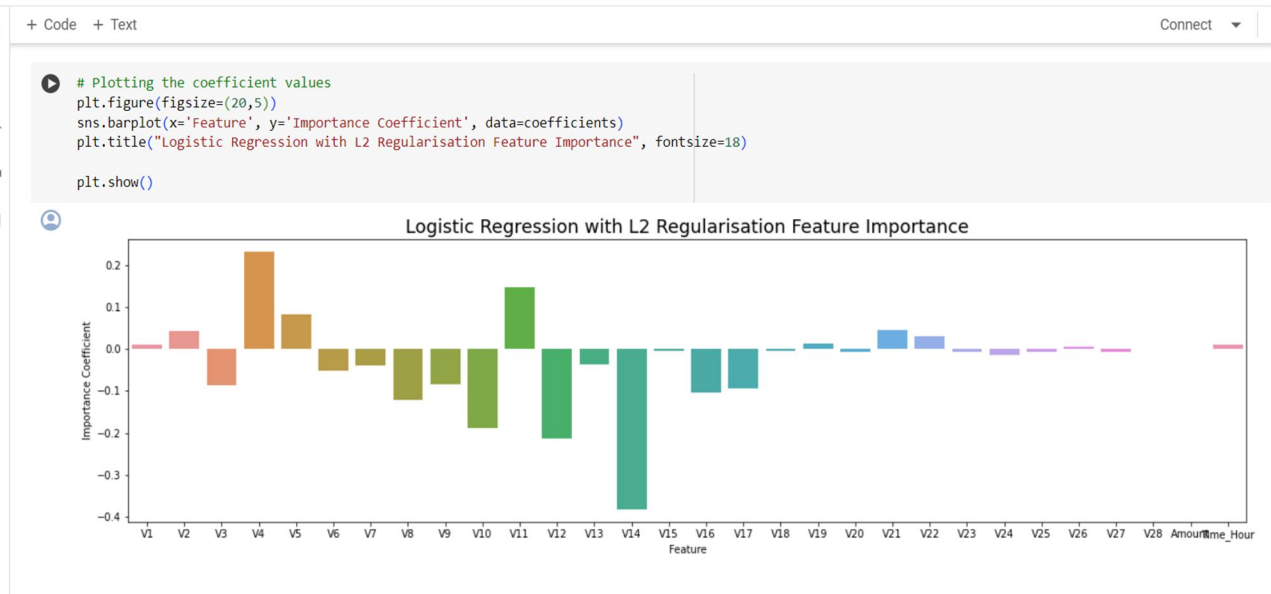 + Code + Text
Connect
# Plotting the coefficient values
plt.figure(figsize=(20,5))
sns.barplot(x='Feature', y='Importance Coefficient', data=coefficients)
plt.title("Logistic Regression with L2 Regularisation Feature Importance", fontsize=18)
plt.show()
Logistic Regression with L2 Regularisation Feature Importance
Importance Coefficient
0.2
0.1
0.0
−0.1
−0.2
−0.3
−0.4
V1 V2 V3 V4 V5 V6 V7 V8 V9 V10 V11 V12 V13 V14 V15 V16 V17 V18 V19 V20 V21 V22 V23 V24 V25 V26 V27 V28 Amount Time_Hour
Feature